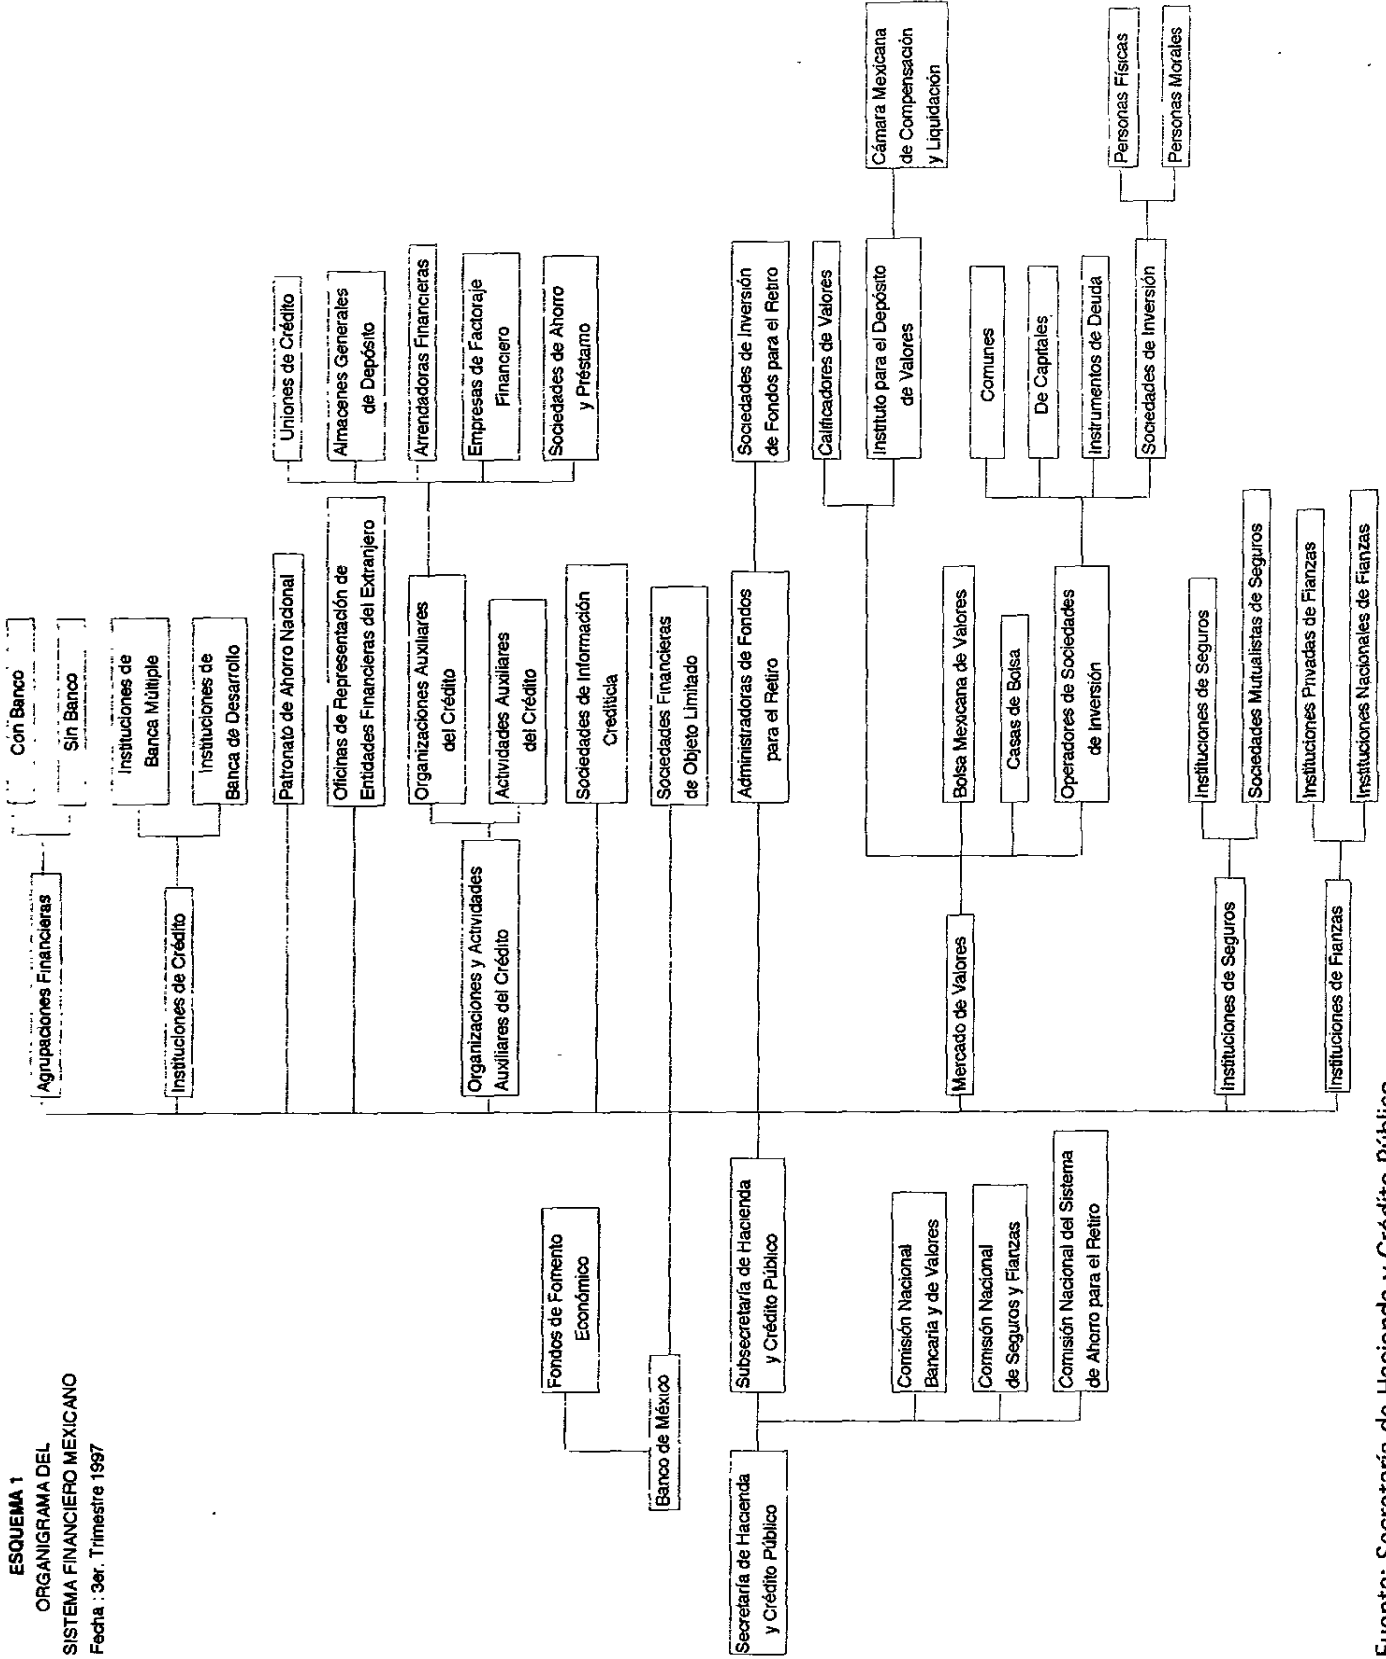 ESQUEMA 1
ORGANIGRAMA DEL
SISTEMA FINANCIERO MEXICANO
Fecha : 3er. Trimestre 1997
Secretaría de Hacienda
y Crédito Público
Banco de México
Fondos de Fomento
Económico
Subsecretaría de Hacienda
y Crédito Público
Comisión Nacional
Bancaria y de Valores
Comisión Nacional
de Seguros y Fianzas
Comisión Nacional del Sistema
de Ahorro para el Retiro
Agrupaciones Financieras
Con Banco
Sin Banco
Instituciones de Crédito
Instituciones de
Banca Múltiple
Instituciones de
Banca de Desarrollo
Patronato de Ahorro Nacional
Oficinas de Representación de
Entidades Financieras del Extranjero
Organizaciones y Actividades
Auxiliares del Crédito
Organizaciones Auxiliares
del Crédito
Actividades Auxiliares
del Crédito
Uniones de Crédito
Almacenes Generales
de Depósito
Arrendadoras Financieras
Empresas de Factoraje
Financiero
Sociedades de Ahorro
y Préstamo
Sociedades de Información
Crediticia
Sociedades Financieras
de Objeto Limitado
Administradoras de Fondos
para el Retiro
Sociedades de Inversión
de Fondos para el Retiro
Mercado de Valores
Calificadores de Valores
Instituto para el Depósito
de Valores
Cámara Mexicana
de Compensación
y Liquidación
Bolsa Mexicana de Valores
Casas de Bolsa
Operadores de Sociedades
de Inversión
Comunes
De Capitales
Instrumentos de Deuda
Sociedades de Inversión
Personas Físicas
Personas Morales
Instituciones de Seguros
Instituciones de Seguros
Sociedades Mutualistas de Seguros
Instituciones de Fianzas
Instituciones Privadas de Fianzas
Instituciones Nacionales de Fianzas
Fuente: Secretaría de Hacienda y Crédito Público